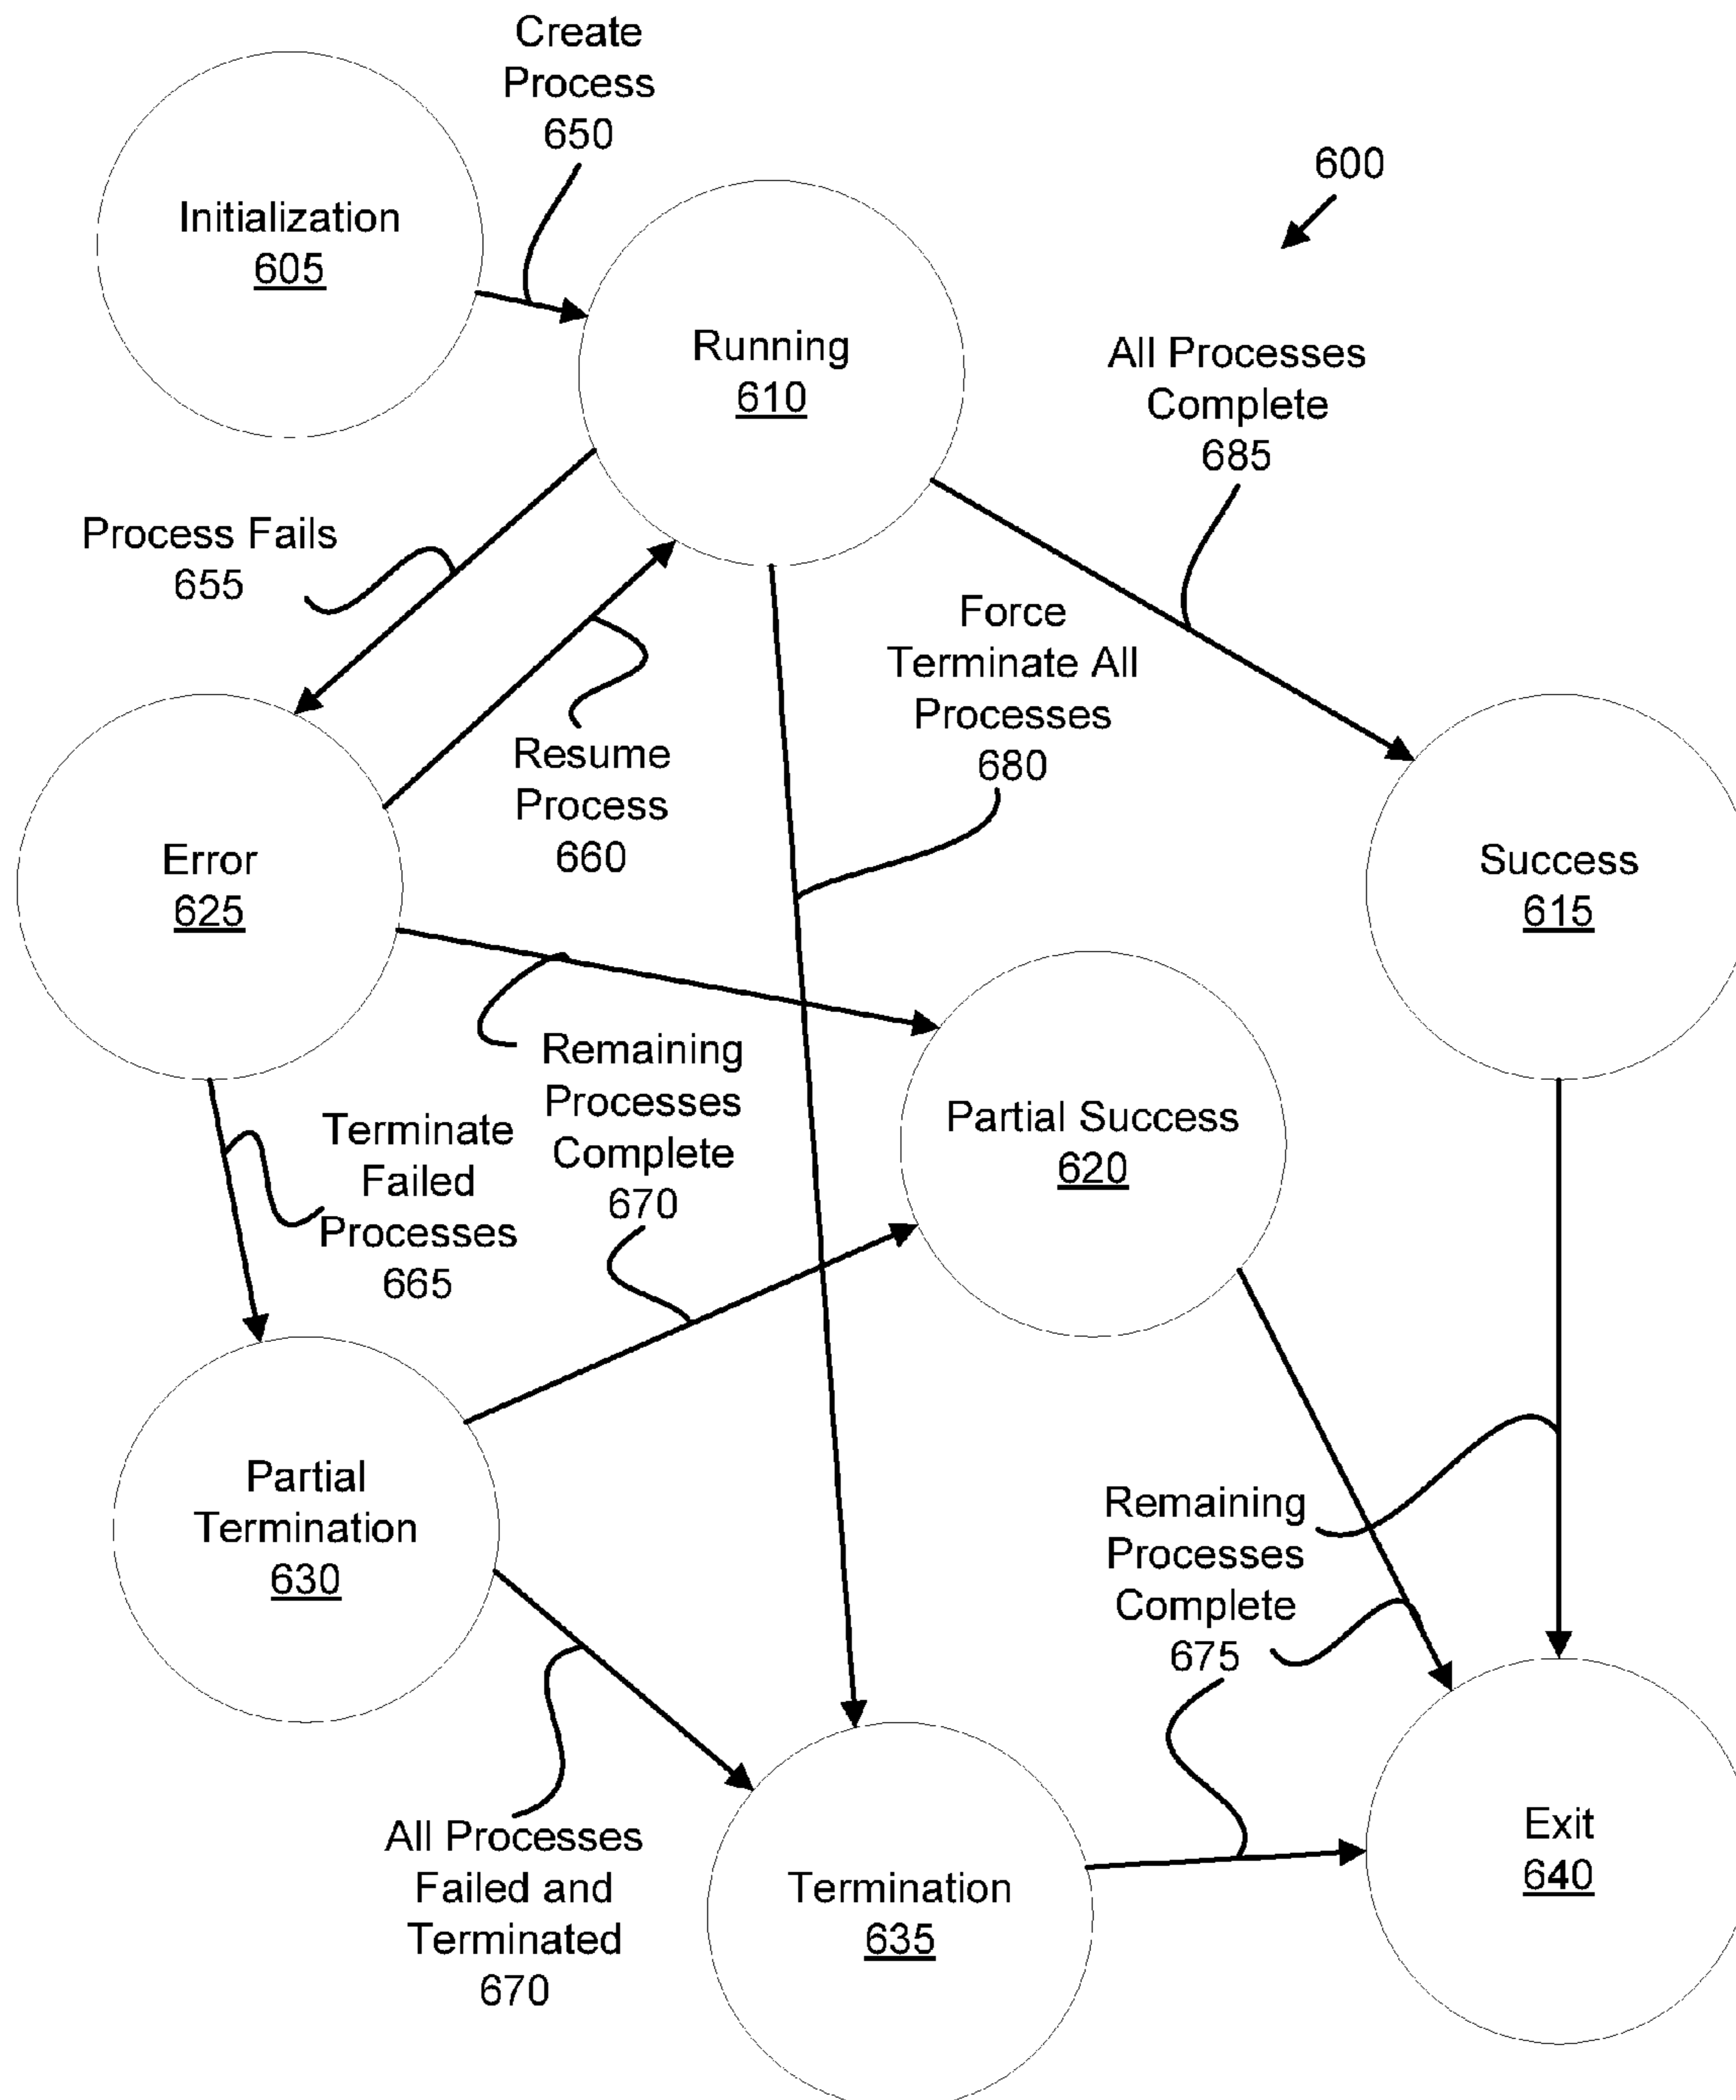 Create
Process
650
Initialization
605
600
Running
610
All Processes
Complete
685
Process Fails
655
Force
Terminate All
Processes
680
Resume
Process
660
Error
625
Success
615
Remaining
Processes
Complete
670
Partial Success
620
Terminate
Failed
Processes
665
Partial
Termination
630
Remaining
Processes
Complete
675
All Processes
Failed and
Terminated
670
Termination
635
Exit
640